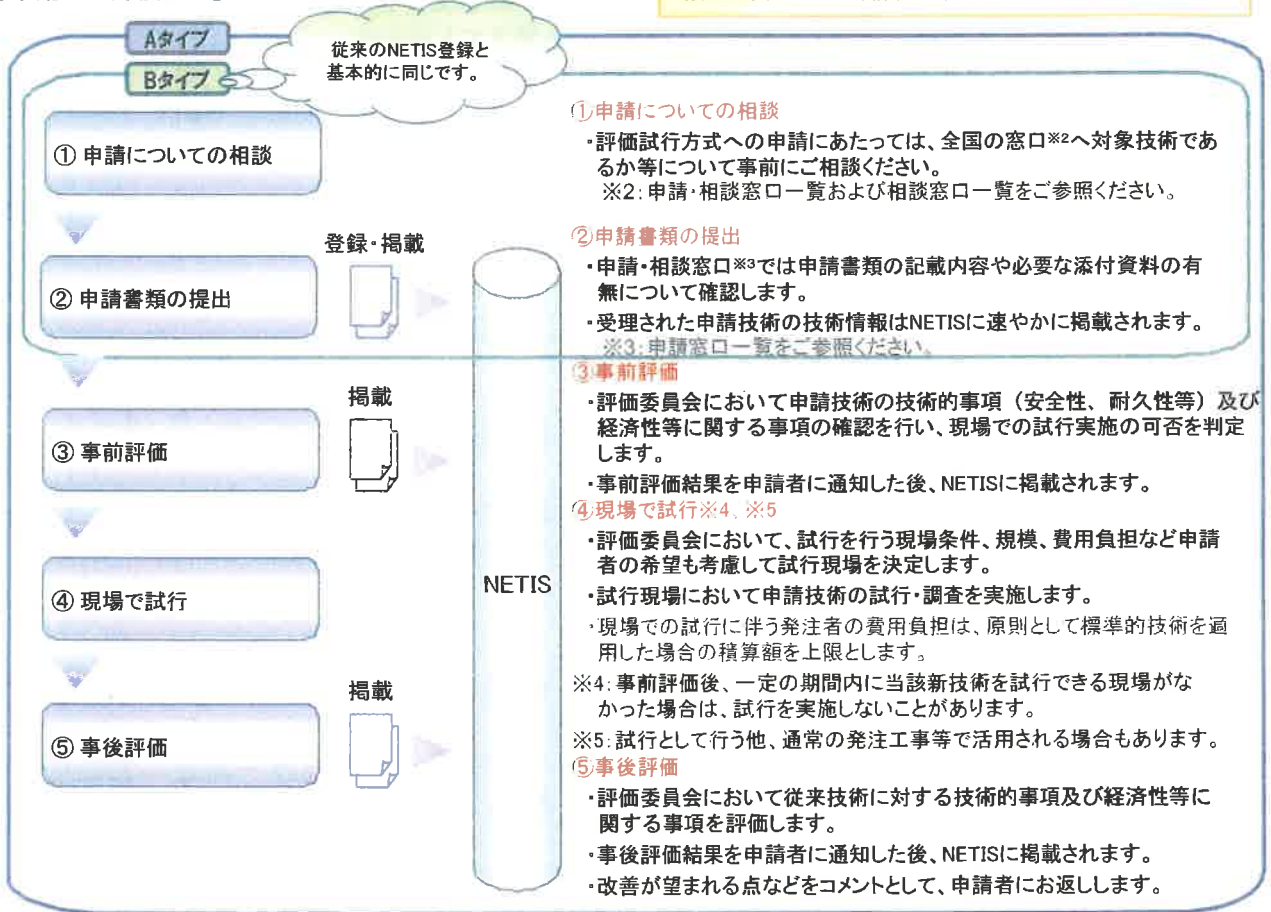 Aタイプ
Bタイプ
従来のNETIS登録と
基本的に同じです。
① 申請についての相談
② 申請書類の提出
登録・掲載
③ 事前評価
掲載
④ 現場で試行
⑤ 事後評価
掲載
NETIS
①申請についての相談
・評価試行方式への申請にあたっては、全国の窓口※2へ対象技術であ
るか等について事前にご相談ください。
※2：申請・相談窓口一覧および相談窓口一覧をご参照ください。
②申請書類の提出
・申請・相談窓口※3では申請書類の記載内容や必要な添付資料の有
無について確認します。
・受理された申請技術の技術情報はNETISに速やかに掲載されます。
※3：申請窓口一覧をご参照ください。
③事前評価
・評価委員会において申請技術の技術的事項（安全性、耐久性等）及び
経済性等に関する事項の確認を行い、現場での試行実施の可否を判定
します。
・事前評価結果を申請者に通知した後、NETISに掲載されます。
④現場で試行※4、※5
・評価委員会において、試行を行う現場条件、規模、費用負担など申請
者の希望も考慮して試行現場を決定します。
・試行現場において申請技術の試行・調査を実施します。
・現場での試行に伴う発注者の費用負担は、原則として標準的技術を適
用した場合の積算額を上限とします。
※4：事前評価後、一定の期間内に当該新技術を試行できる現場がな
かった場合は、試行を実施しないことがあります。
※5：試行として行う他、通常の発注工事等で活用される場合もあります。
⑤事後評価
・評価委員会において従来技術に対する技術的事項及び経済性等に
関する事項を評価します。
・事後評価結果を申請者に通知した後、NETISに掲載されます。
・改善が望まれる点などをコメントとして、申請者にお返しします。